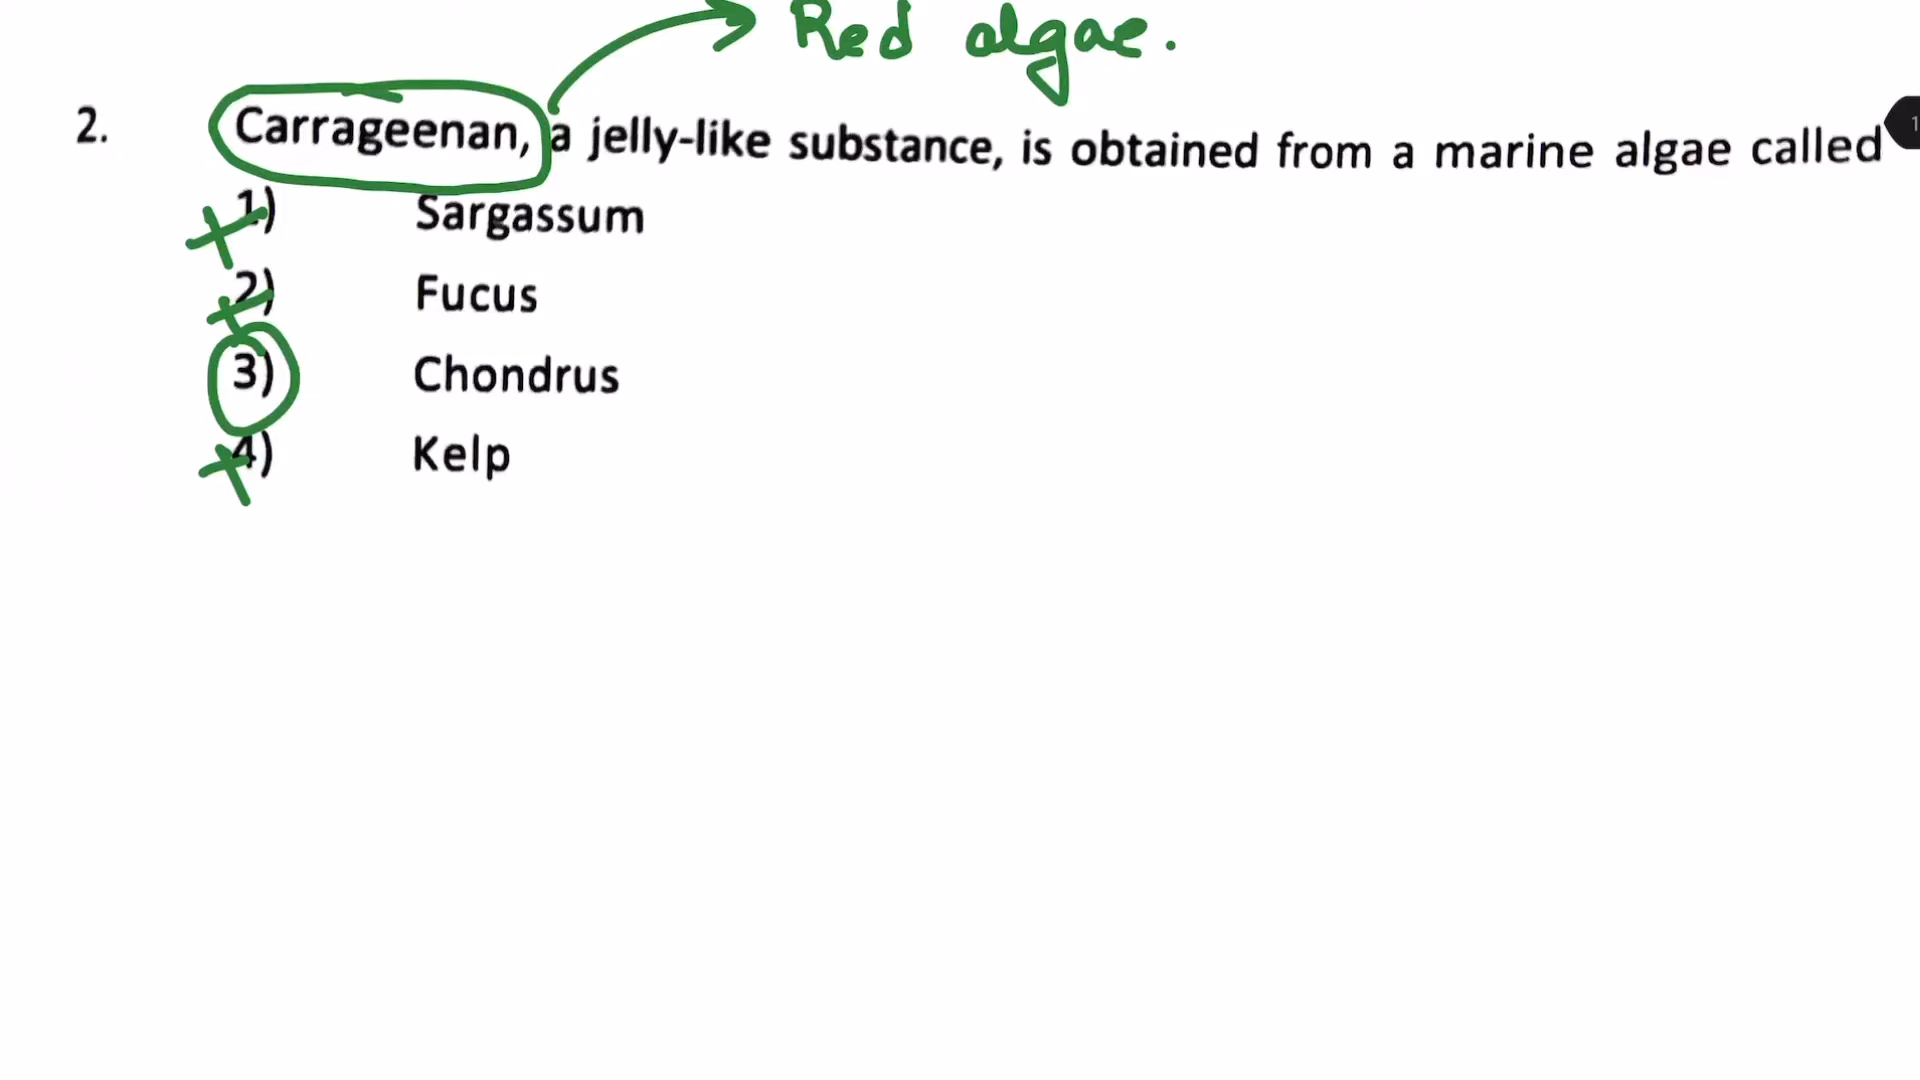 Red algae.
2. Carrageenan, a jelly-like substance, is obtained from a marine algae called
1) Sargassum
2) Fucus
3) Chondrus
4) Kelp
1